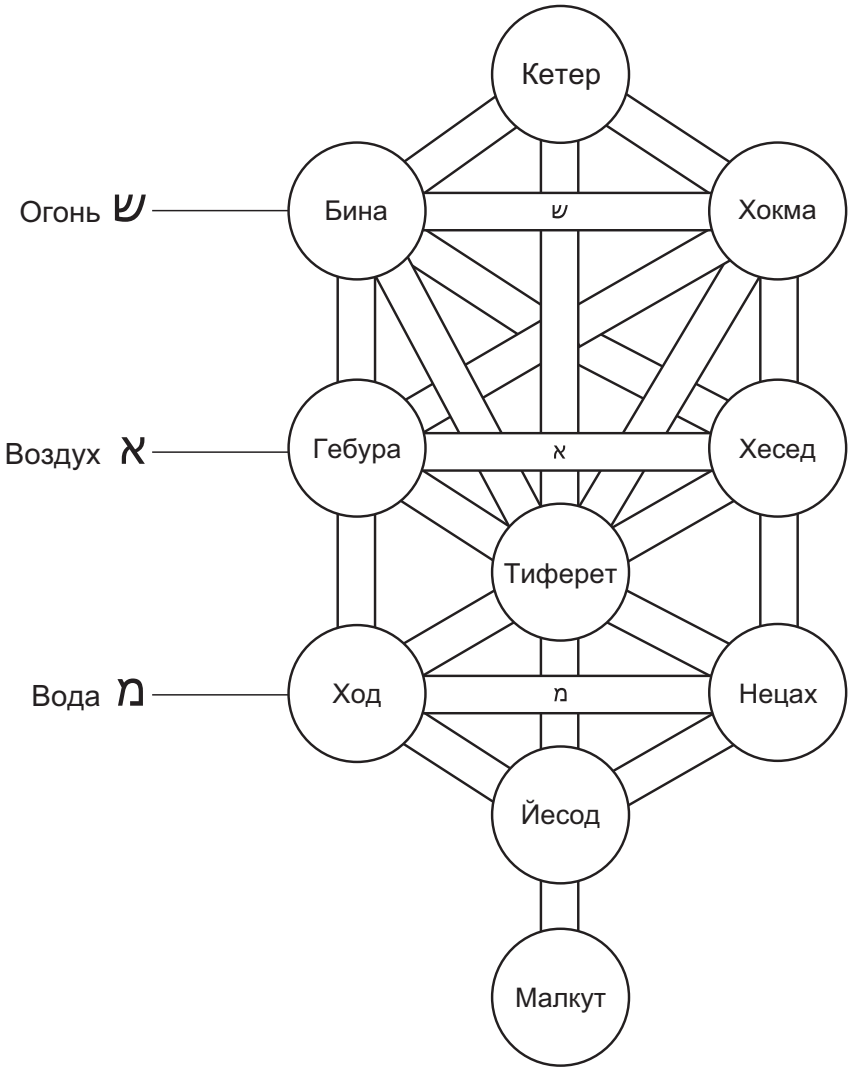 Кетер
Огонь ש
Бина
ש
Хокма
Воздух א
Гебура
א
Хесед
Тиферет
Вода מ
Ход
מ
Нецах
Йесод
Малкут